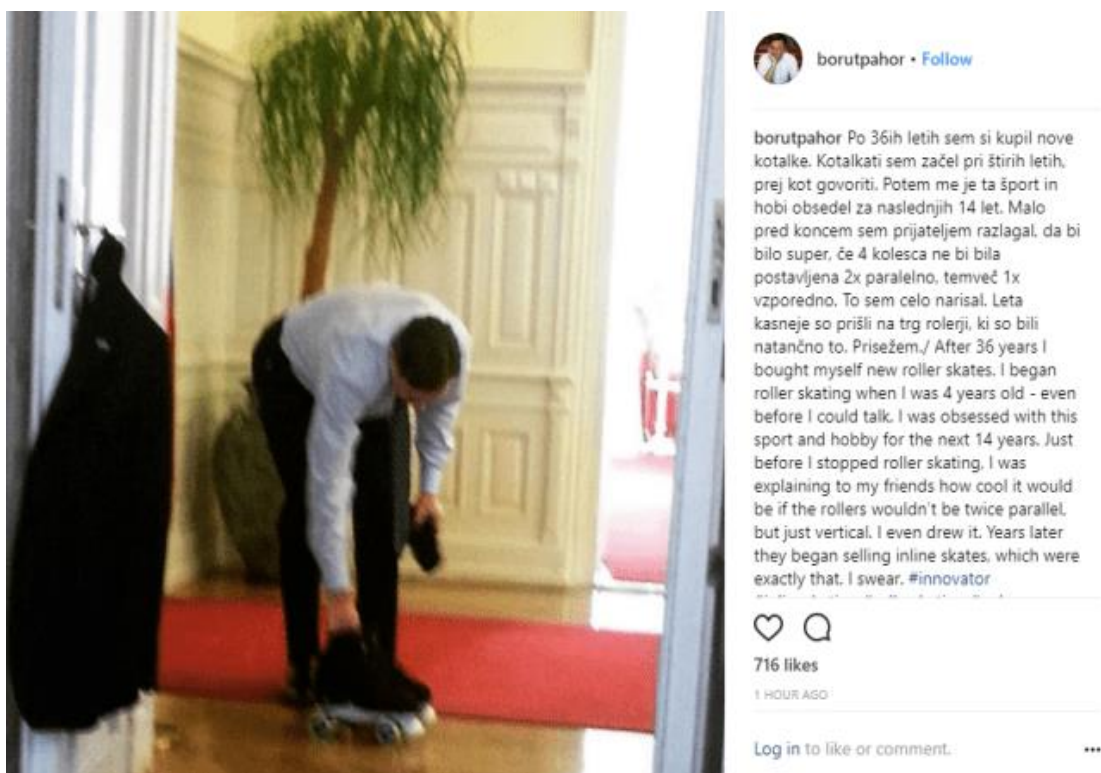 borutpahor • Follow
borutpahor Po 36ih letih sem si kupil nove
kotalke. Kotalkati sem začel pri štirih letih,
prej kot govoriti. Potem me je ta šport in
hobi obsedel za naslednjih 14 let. Malo
pred koncem sem prijateljem razlagal, da bi
bilo super, če 4 kolesca ne bi bila
postavljena 2x paralelno, temveč 1x
vzporedno. To sem celo narisal. Leta
kasneje so prišli na trg rolerji, ki so bili
natančno to. Prisežem./ After 36 years I
bought myself new roller skates. I began
roller skating when I was 4 years old - even
before I could talk. I was obsessed with this
sport and hobby for the next 14 years. Just
before I stopped roller skating, I was
explaining to my friends how cool it would
be if the rollers wouldn't be twice parallel,
but just vertical. I even drew it. Years later
they began selling inline skates, which were
exactly that. I swear. #innovator
716 likes
1 HOUR AGO
Log in to like or comment.